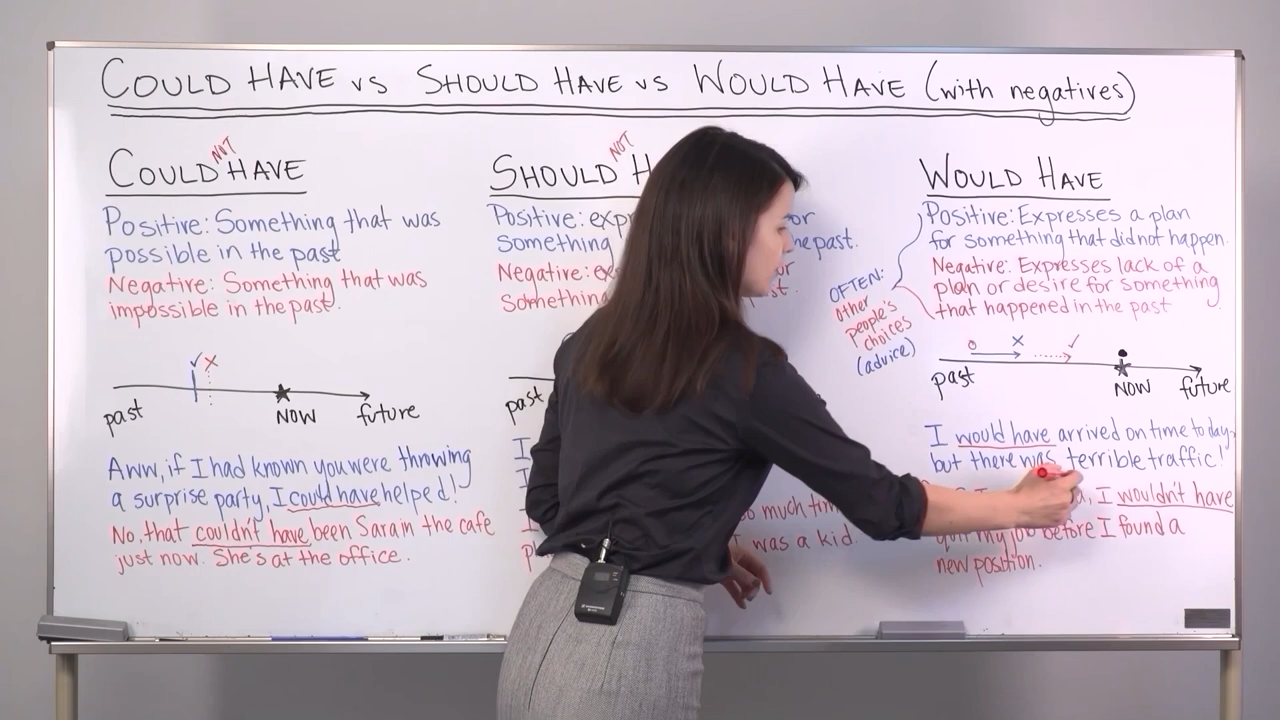 COULD HAVE vs SHOULD HAVE vs WOULD HAVE (with negatives)
NOT
COULD HAVE
Positive: Something that was
possible in the past
Negative: Something that was
impossible in the past.
✓ x
past
NOW
future
Aww, if I had known you were throwing
a surprise party, I could have helped!
No, that couldn't have been Sara in the cafe
just now. She's at the office.
NOT
SHOULD H
Positive: or
something the past.
Negative:
Something
past
I
I
so much
I was a kid.
OFTEN:
other
people's
choices
(advice)
WOULD HAVE
Positive: Expresses a plan
for something that did not happen.
Negative: Expresses lack of a
plan or desire for something
that happened in the past
x ✓
past
NOW
future
I would have arrived on time today,
but there was terrible traffic!
I wouldn't have
quit my job before I found a
new position.